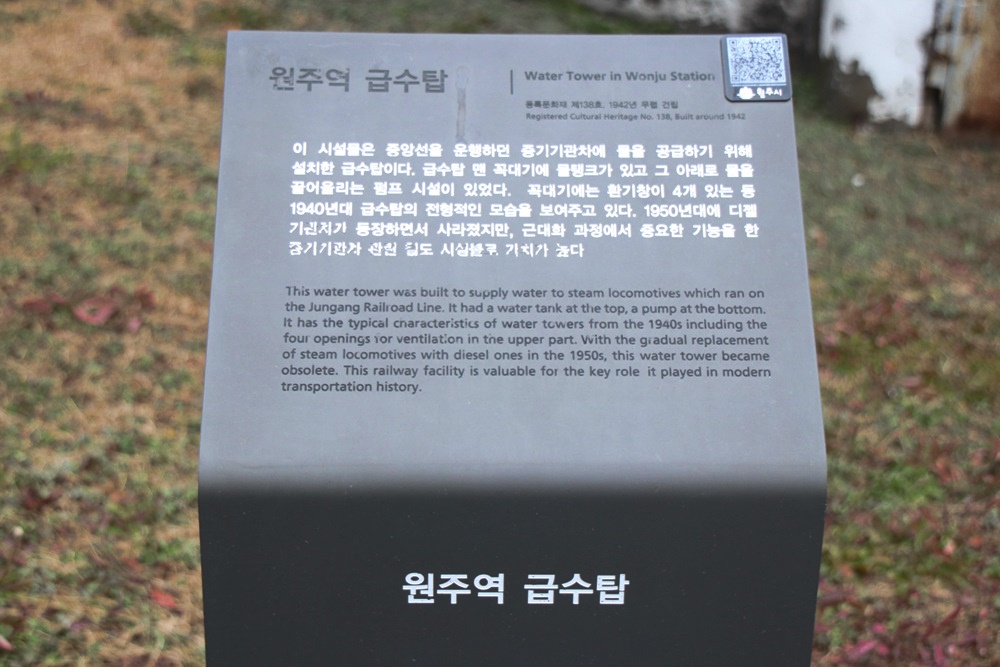 원주역 급수탑
Water Tower in Wonju Station
등록문화재 제138호, 1942년 무렵 건립
Registered Cultural Heritage No. 138, Built around 1942
원주시
이 시설물은 중앙선을 운행하던 증기기관차에 물을 공급하기 위해
설치한 급수탑이다. 급수탑 맨 꼭대기에 물탱크가 있고 그 아래로 물을
끌어올리는 펌프 시설이 있었다. 꼭대기에는 환기창이 4개 있는 등
1940년대 급수탑의 전형적인 모습을 보여주고 있다. 1950년대에 디젤
기관차가 등장하면서 사라졌지만, 근대화 과정에서 중요한 기능을 한
증기기관차 관련 철도 시설물로 가치가 높다
This water tower was built to supply water to steam locomotives which ran on
the Jungang Railroad Line. It had a water tank at the top, a pump at the bottom.
It has the typical characteristics of water towers from the 1940s including the
four openings for ventilation in the upper part. With the gradual replacement
of steam locomotives with diesel ones in the 1950s, this water tower became
obsolete. This railway facility is valuable for the key role it played in modern
transportation history.
원주역 급수탑